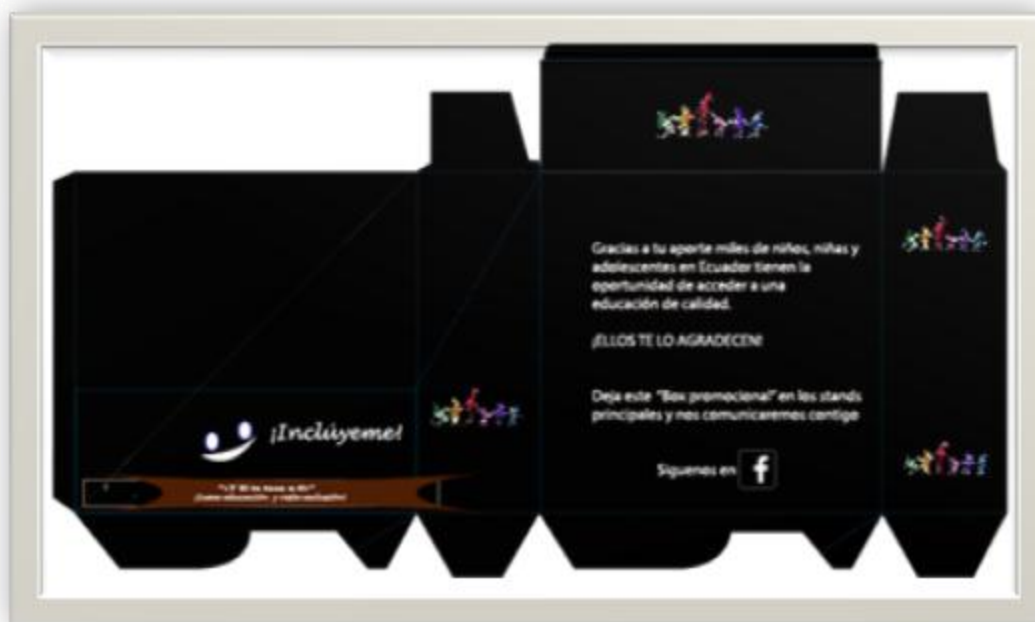 Gracias a tu aporte miles de niños, niñas y
adolescentes en Ecuador tienen la
oportunidad de acceder a una
educación de calidad.
¡ELLOS TE LO AGRADECEN!
Deja este "Box promocional" en los stands
principales y nos comunicaremos contigo
Síguenos en f
¡Inclúyeme!